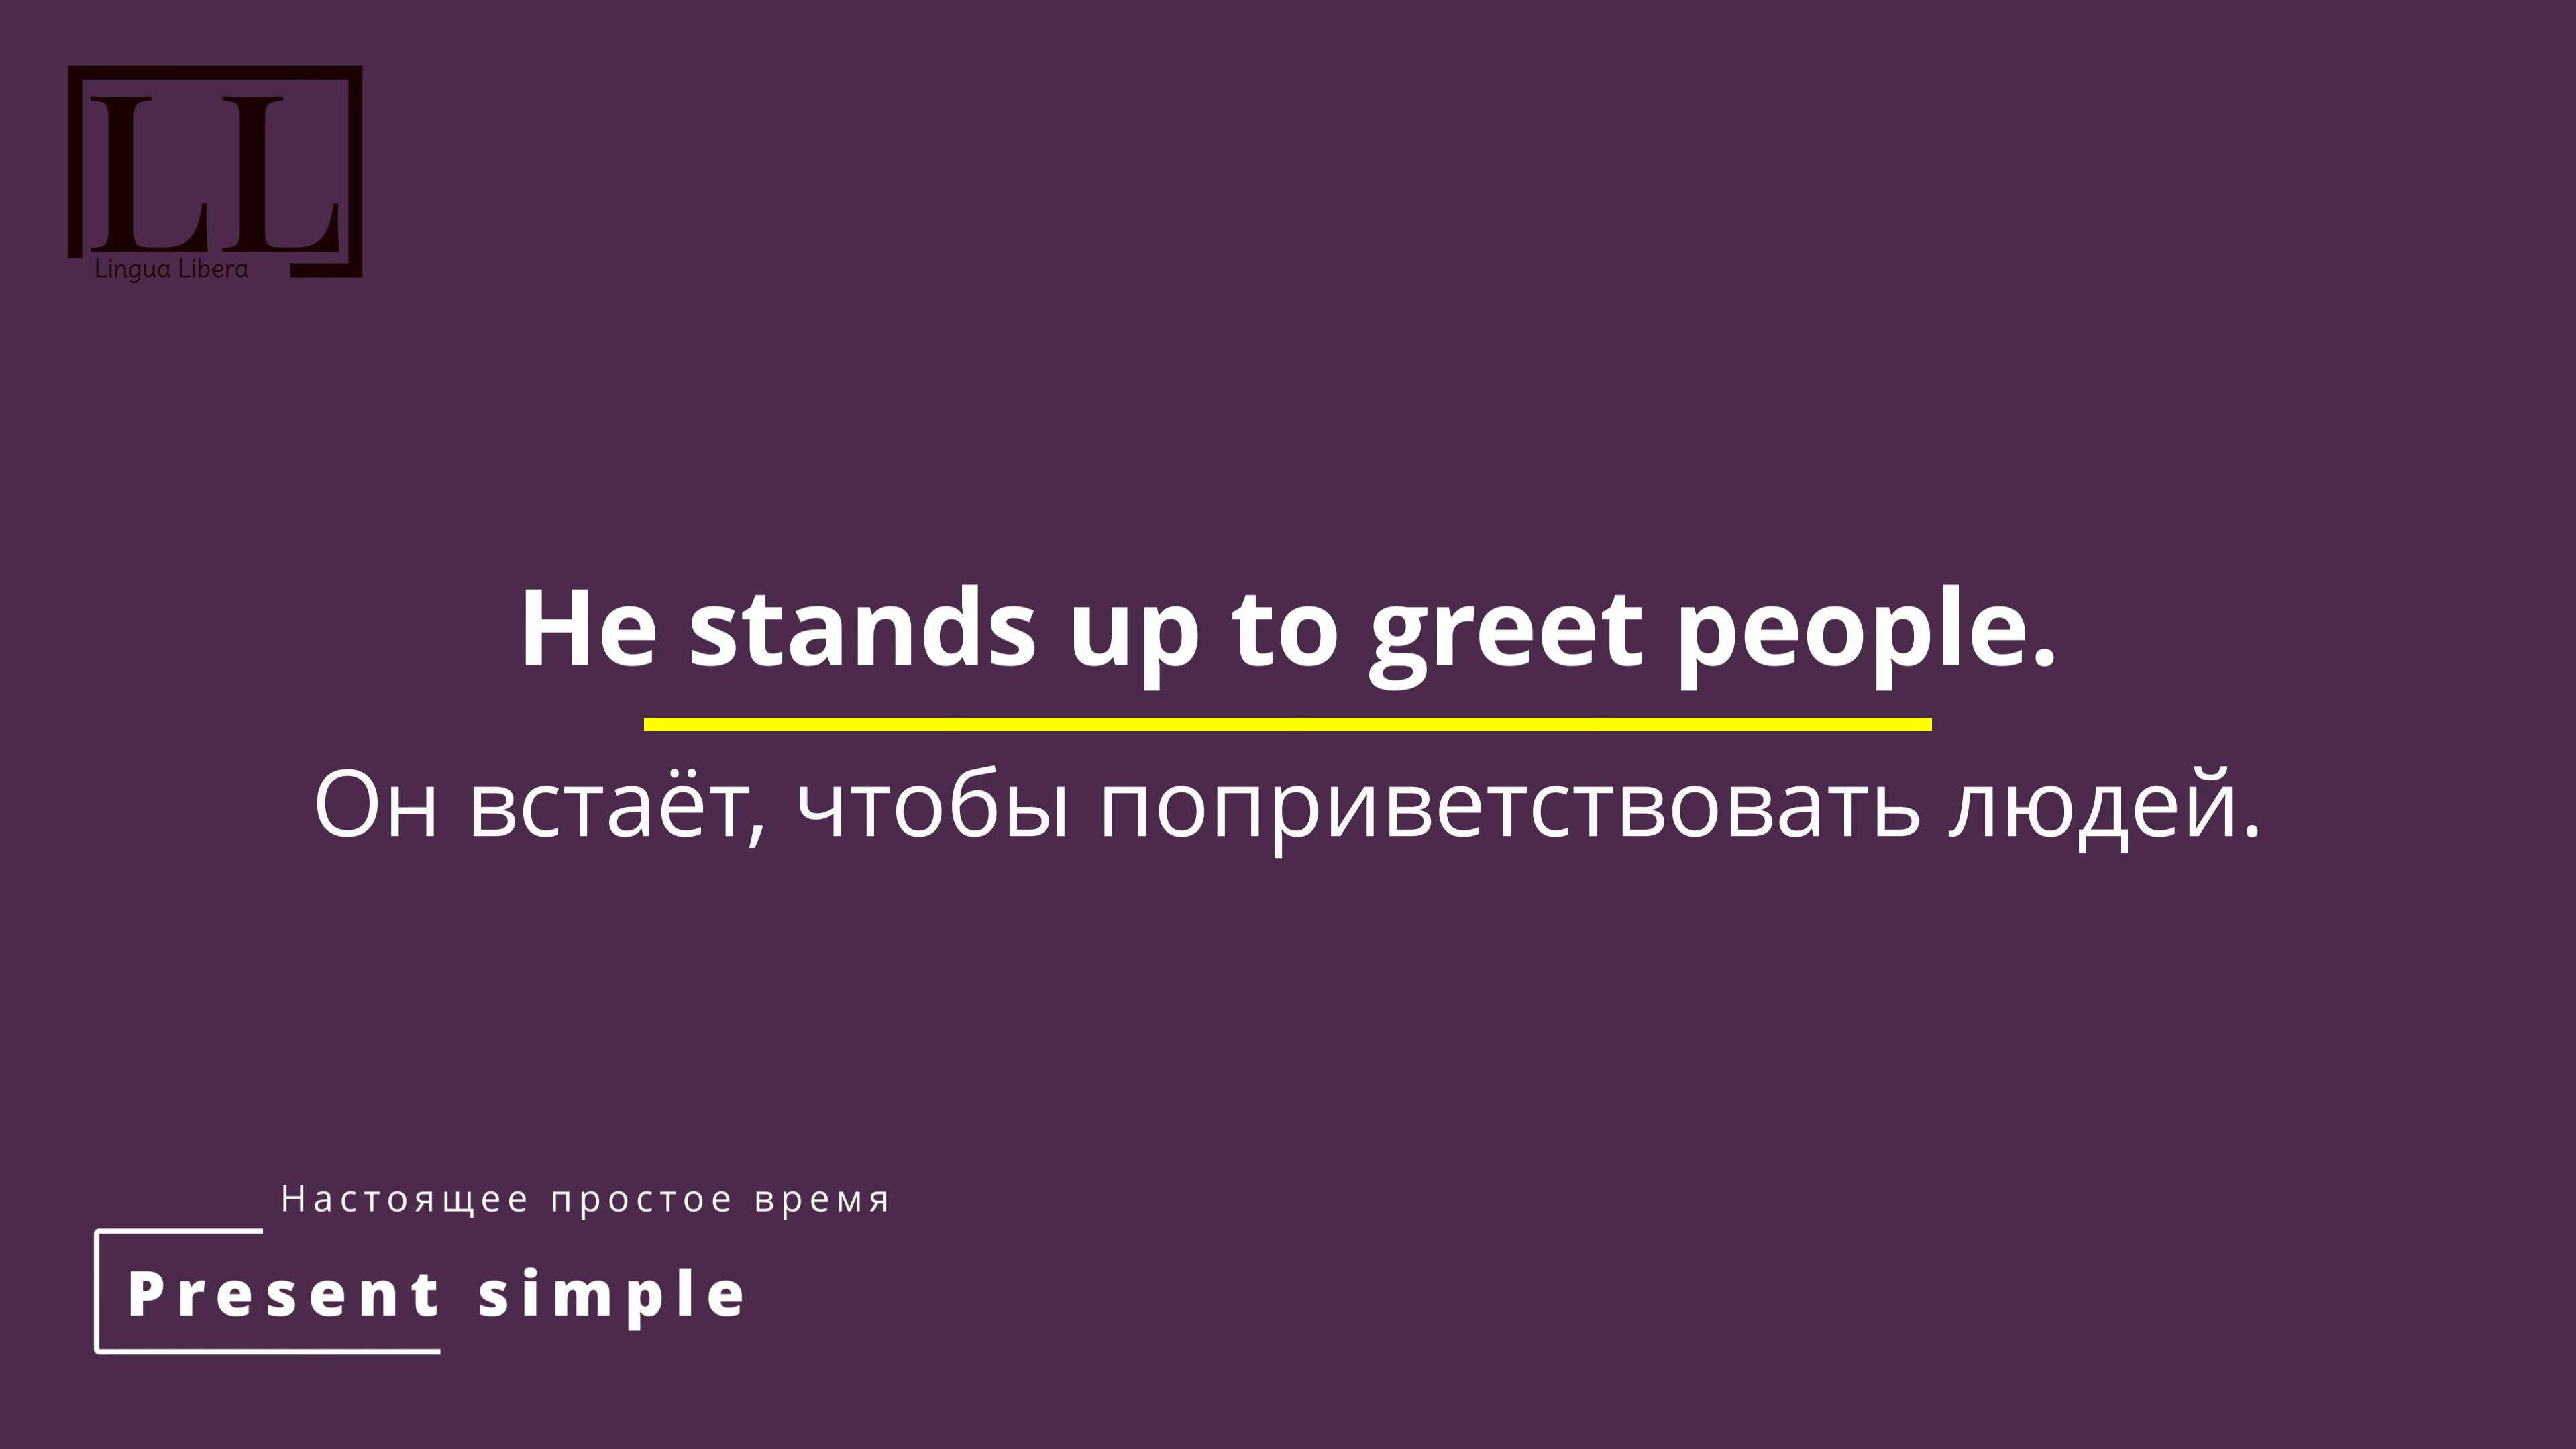 LL
Lingua Libera
He stands up to greet people.
Он встаёт, чтобы поприветствовать людей.
Настоящее простое время
Present simple